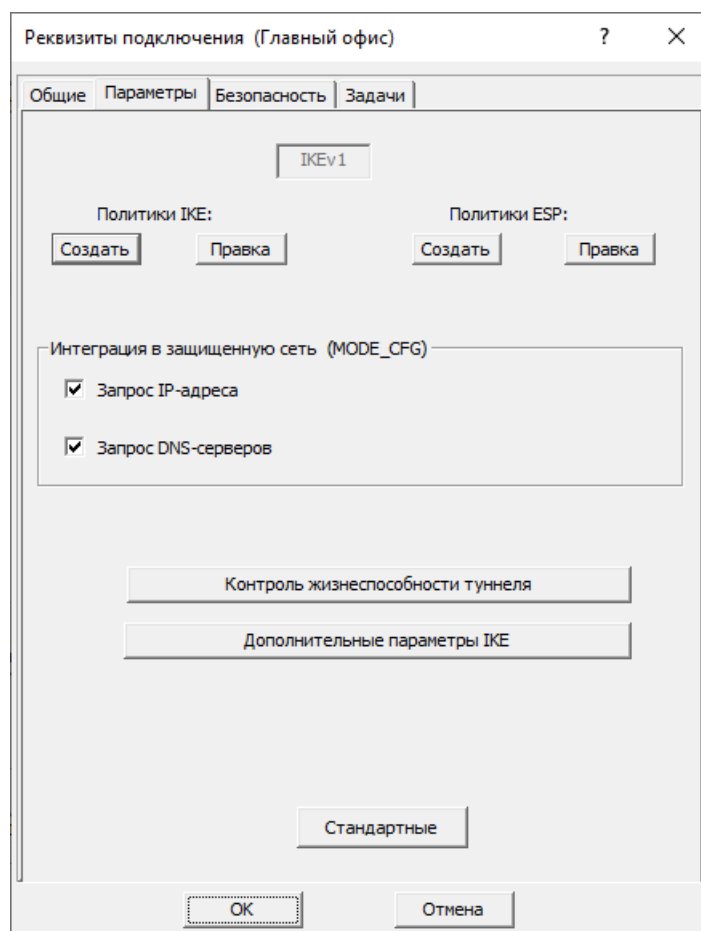 Реквизиты подключения (Главный офис) ? ×
Общие Параметры Безопасность Задачи
IKEv1
Политики IKE: Политики ESP:
Создать Правка Создать Правка
Интеграция в защищенную сеть (MODE_CFG)
Запрос IP-адреса
Запрос DNS-серверов
Контроль жизнеспособности туннеля
Дополнительные параметры IKE
Стандартные
OK Отмена